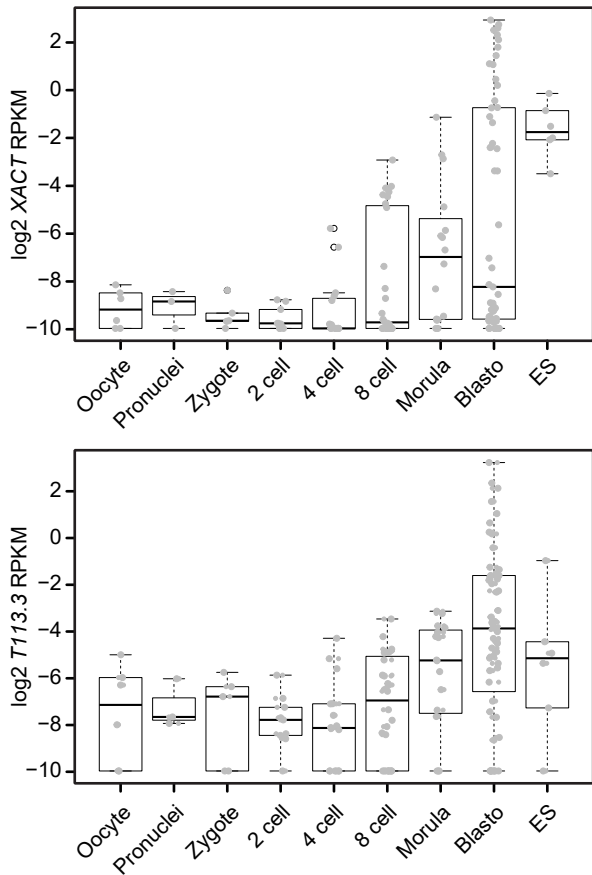 log2 XACT RPKM
2
0
−2
−4
−6
−8
−10
Oocyte
Pronuclei
Zygote
2 cell
4 cell
8 cell
Morula
Blasto
ES
log2 T113.3 RPKM
2
0
−2
−4
−6
−8
−10
Oocyte
Pronuclei
Zygote
2 cell
4 cell
8 cell
Morula
Blasto
ES